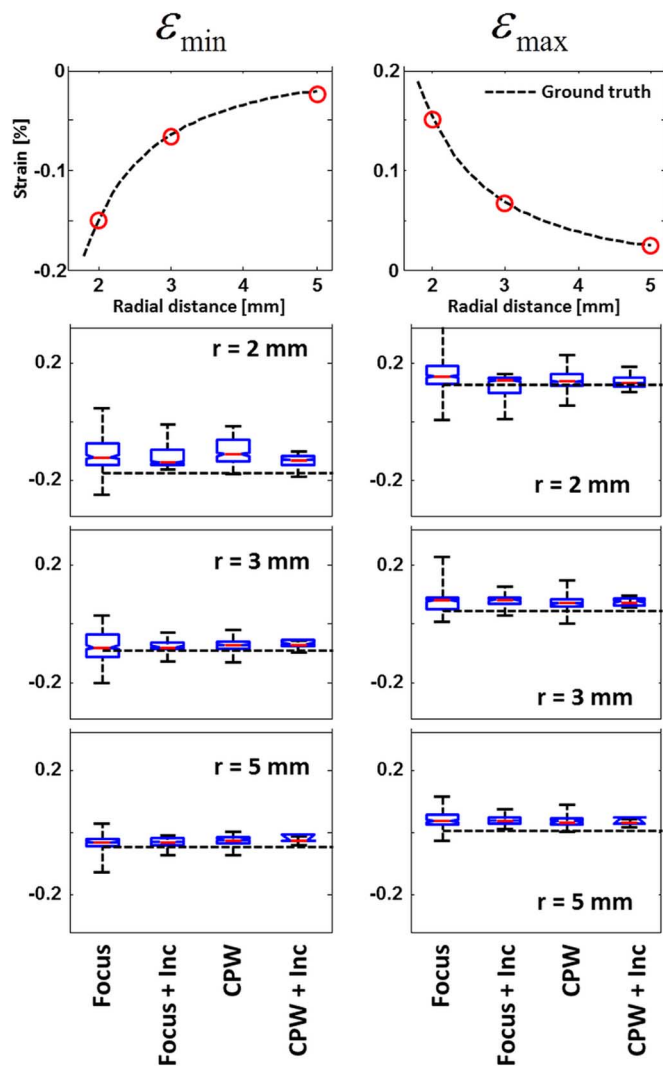 ε min
ε max
0
-0.1
-0.2
Strain [%]
2
3
4
5
Radial distance [mm]
0.2
0.1
0
Ground truth
2
3
4
5
Radial distance [mm]
0.2
-0.2
r = 2 mm
0.2
-0.2
r = 2 mm
0.2
-0.2
r = 3 mm
0.2
-0.2
r = 3 mm
0.2
-0.2
r = 5 mm
0.2
-0.2
r = 5 mm
Focus
Focus + Inc
CPW
CPW + Inc
Focus
Focus + Inc
CPW
CPW + Inc